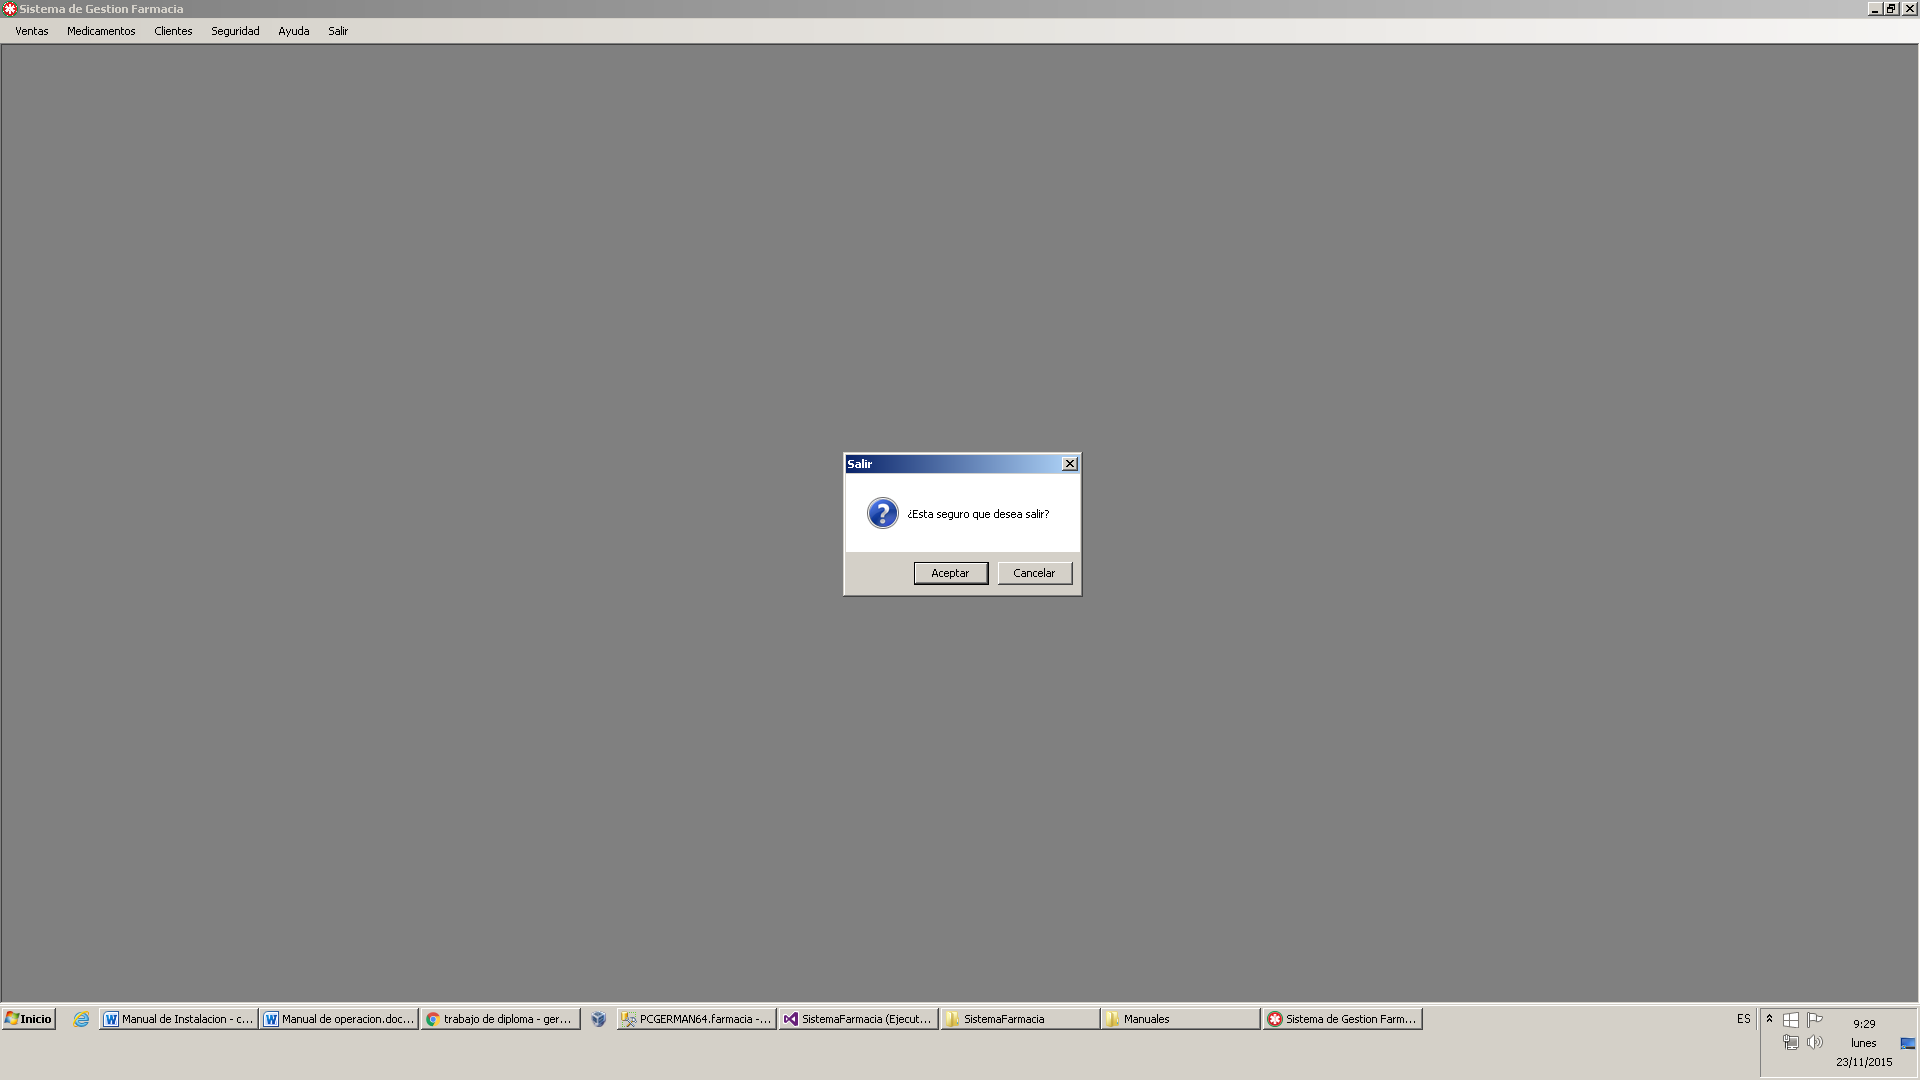 Sistema de Gestion Farmacia
Ventas Medicamentos Clientes Seguridad Ayuda Salir
Salir
¿Esta seguro que desea salir?
Aceptar Cancelar
Inicio Manual de Instalacion - c... Manual de operacion.doc... trabajo de diploma - ger... PCGERMAN64.farmacia -... SistemaFarmacia (Ejecut... SistemaFarmacia Manuales Sistema de Gestion Farm... ES
9:29
lunes
23/11/2015